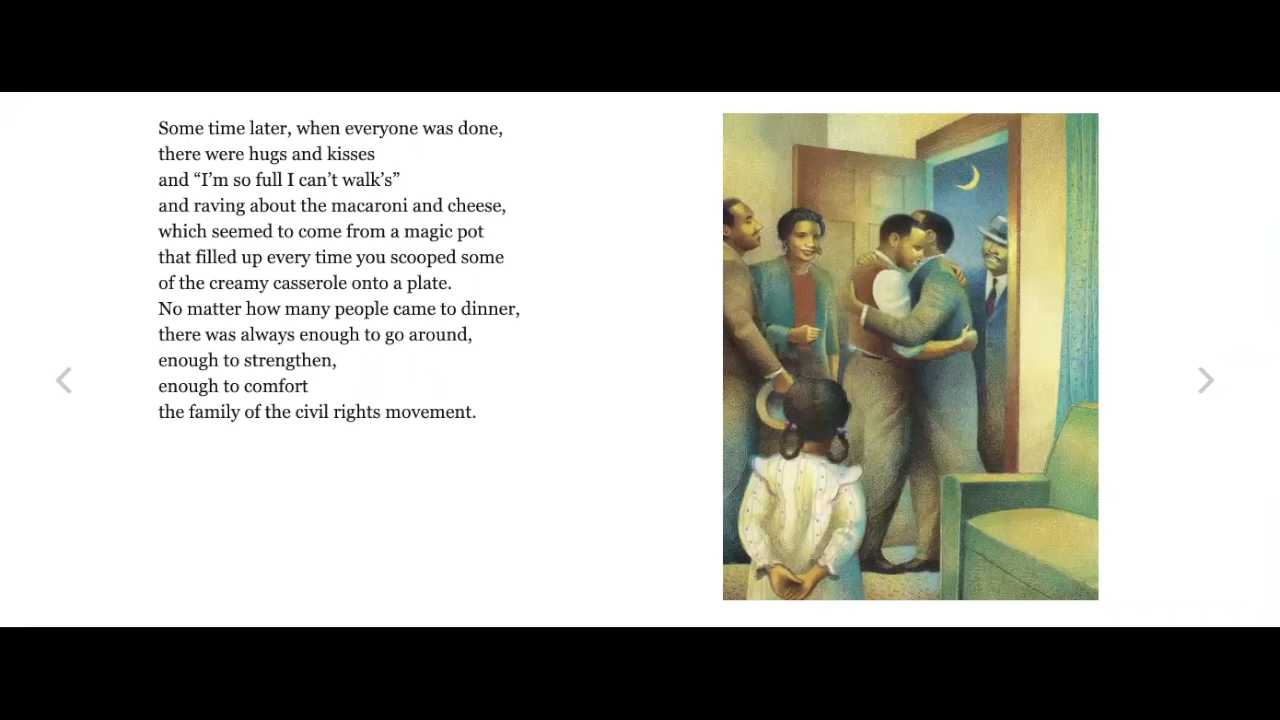 Some time later, when everyone was done,
there were hugs and kisses
and “I’m so full I can’t walk’s”
and raving about the macaroni and cheese,
which seemed to come from a magic pot
that filled up every time you scooped some
of the creamy casserole onto a plate.
No matter how many people came to dinner,
there was always enough to go around,
enough to strengthen,
enough to comfort
the family of the civil rights movement.